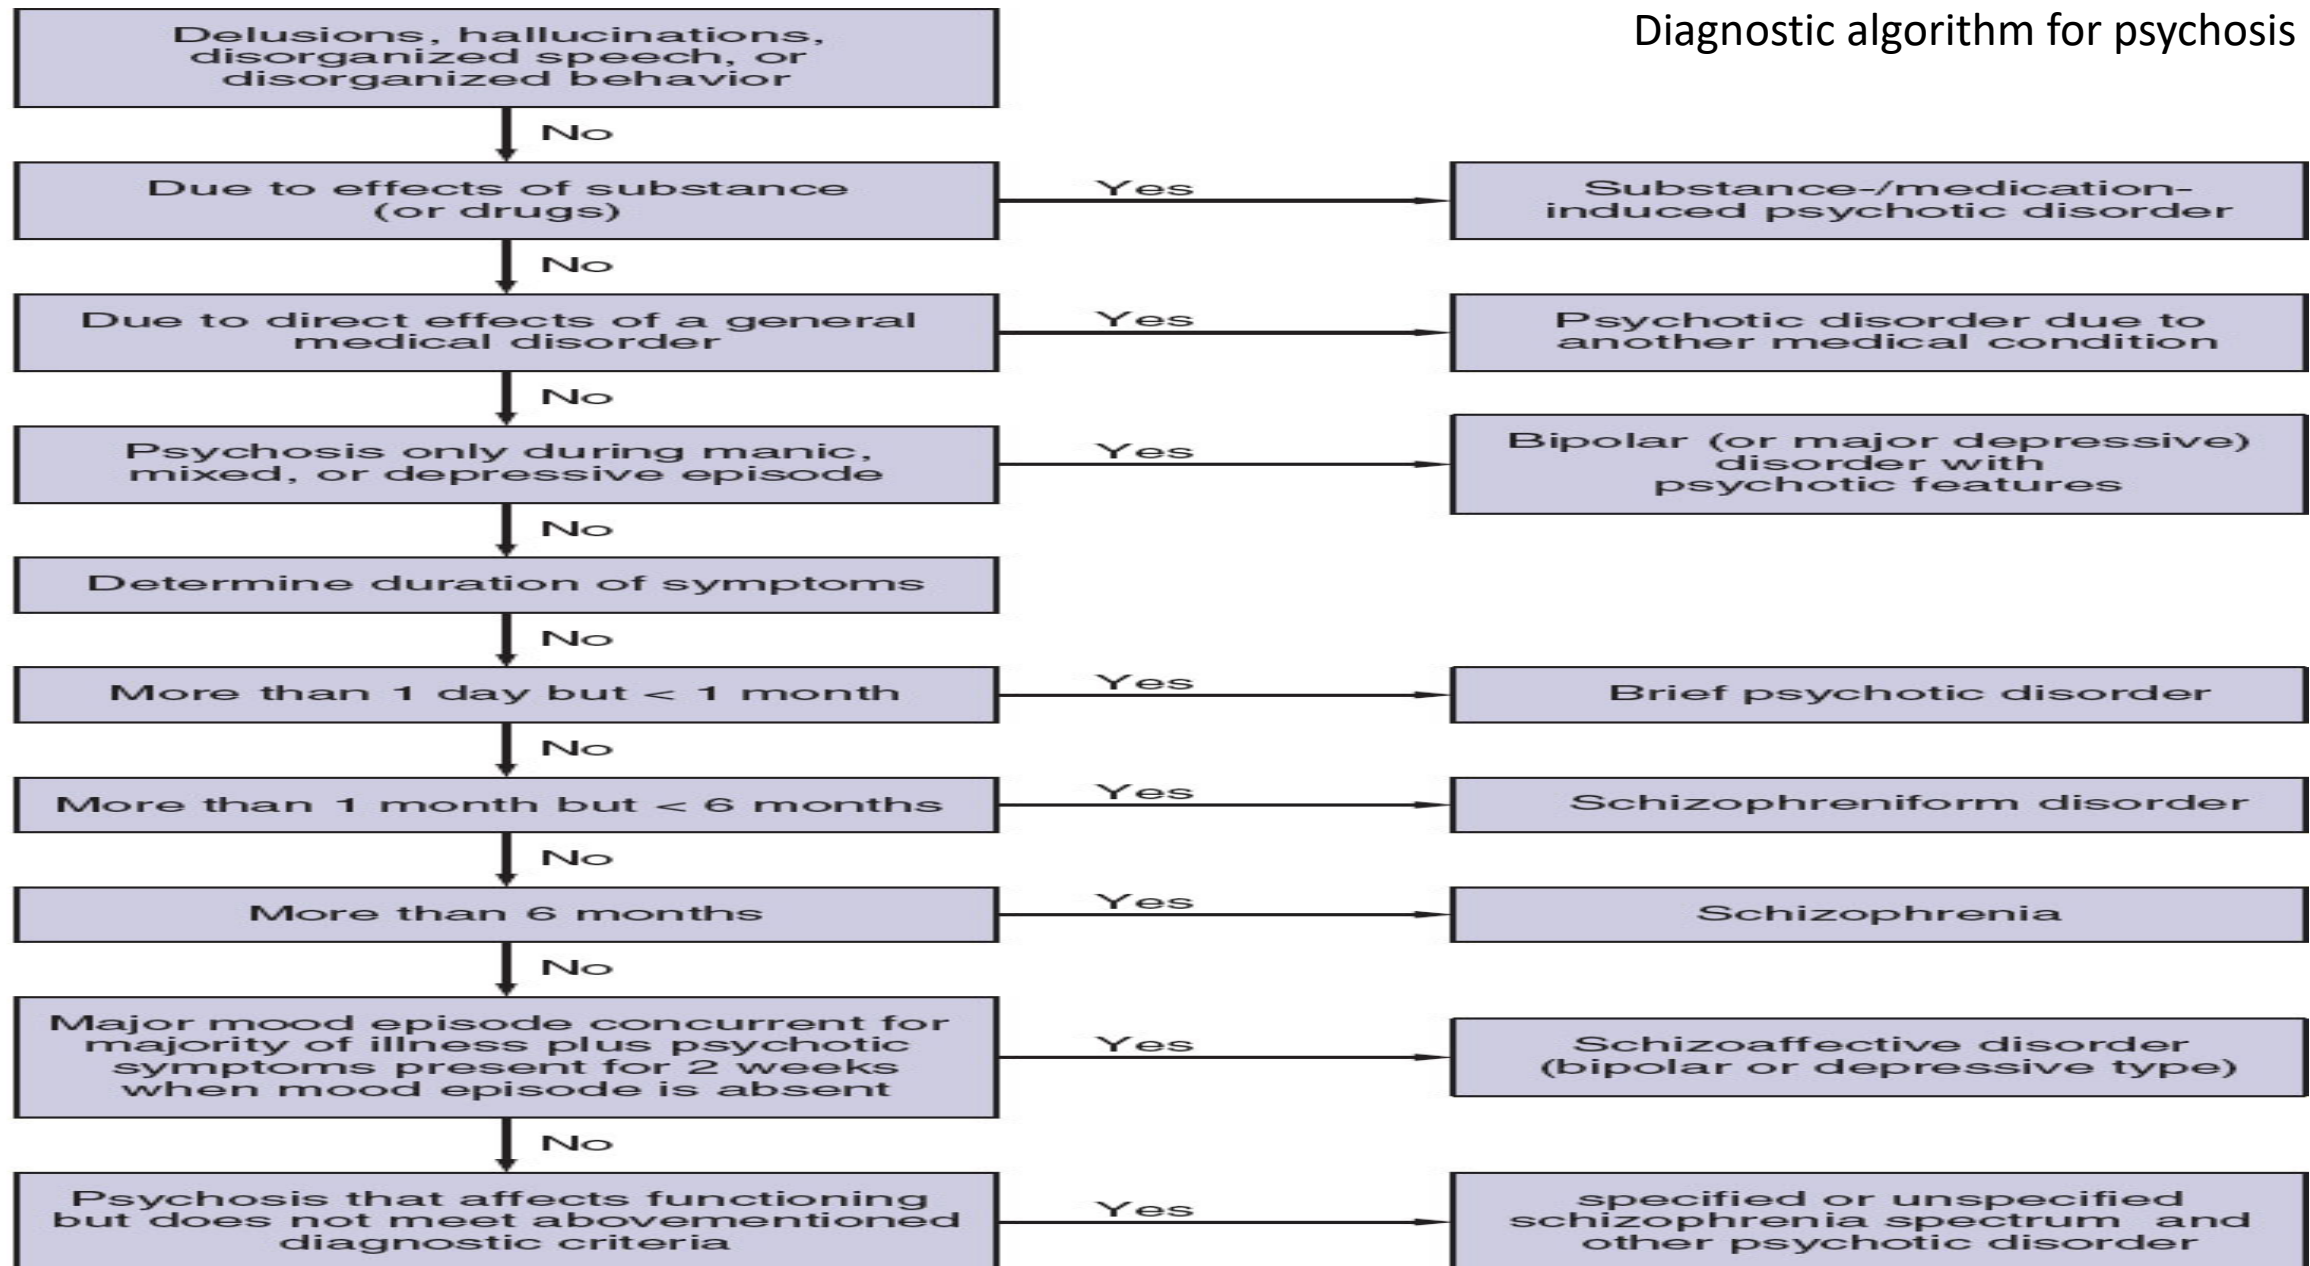 Diagnostic algorithm for psychosis
Delusions, hallucinations,
disorganized speech, or
disorganized behavior
No
Due to effects of substance
(or drugs)
Yes
Substance-/medication-
induced psychotic disorder
No
Due to direct effects of a general
medical disorder
Yes
Psychotic disorder due to
another medical condition
No
Psychosis only during manic,
mixed, or depressive episode
Yes
Bipolar (or major depressive)
disorder with
psychotic features
No
Determine duration of symptoms
No
More than 1 day but < 1 month
Yes
Brief psychotic disorder
No
More than 1 month but < 6 months
Yes
Schizophreniform disorder
No
More than 6 months
Yes
Schizophrenia
No
Major mood episode concurrent for
majority of illness plus psychotic
symptoms present for 2 weeks
when mood episode is absent
Yes
Schizoaffective disorder
(bipolar or depressive type)
No
Psychosis that affects functioning
but does not meet abovementioned
diagnostic criteria
Yes
specified or unspecified
schizophrenia spectrum and
other psychotic disorder